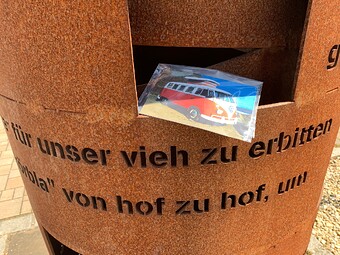 g
für unser vieh zu erbitten
" von hof zu hof, um